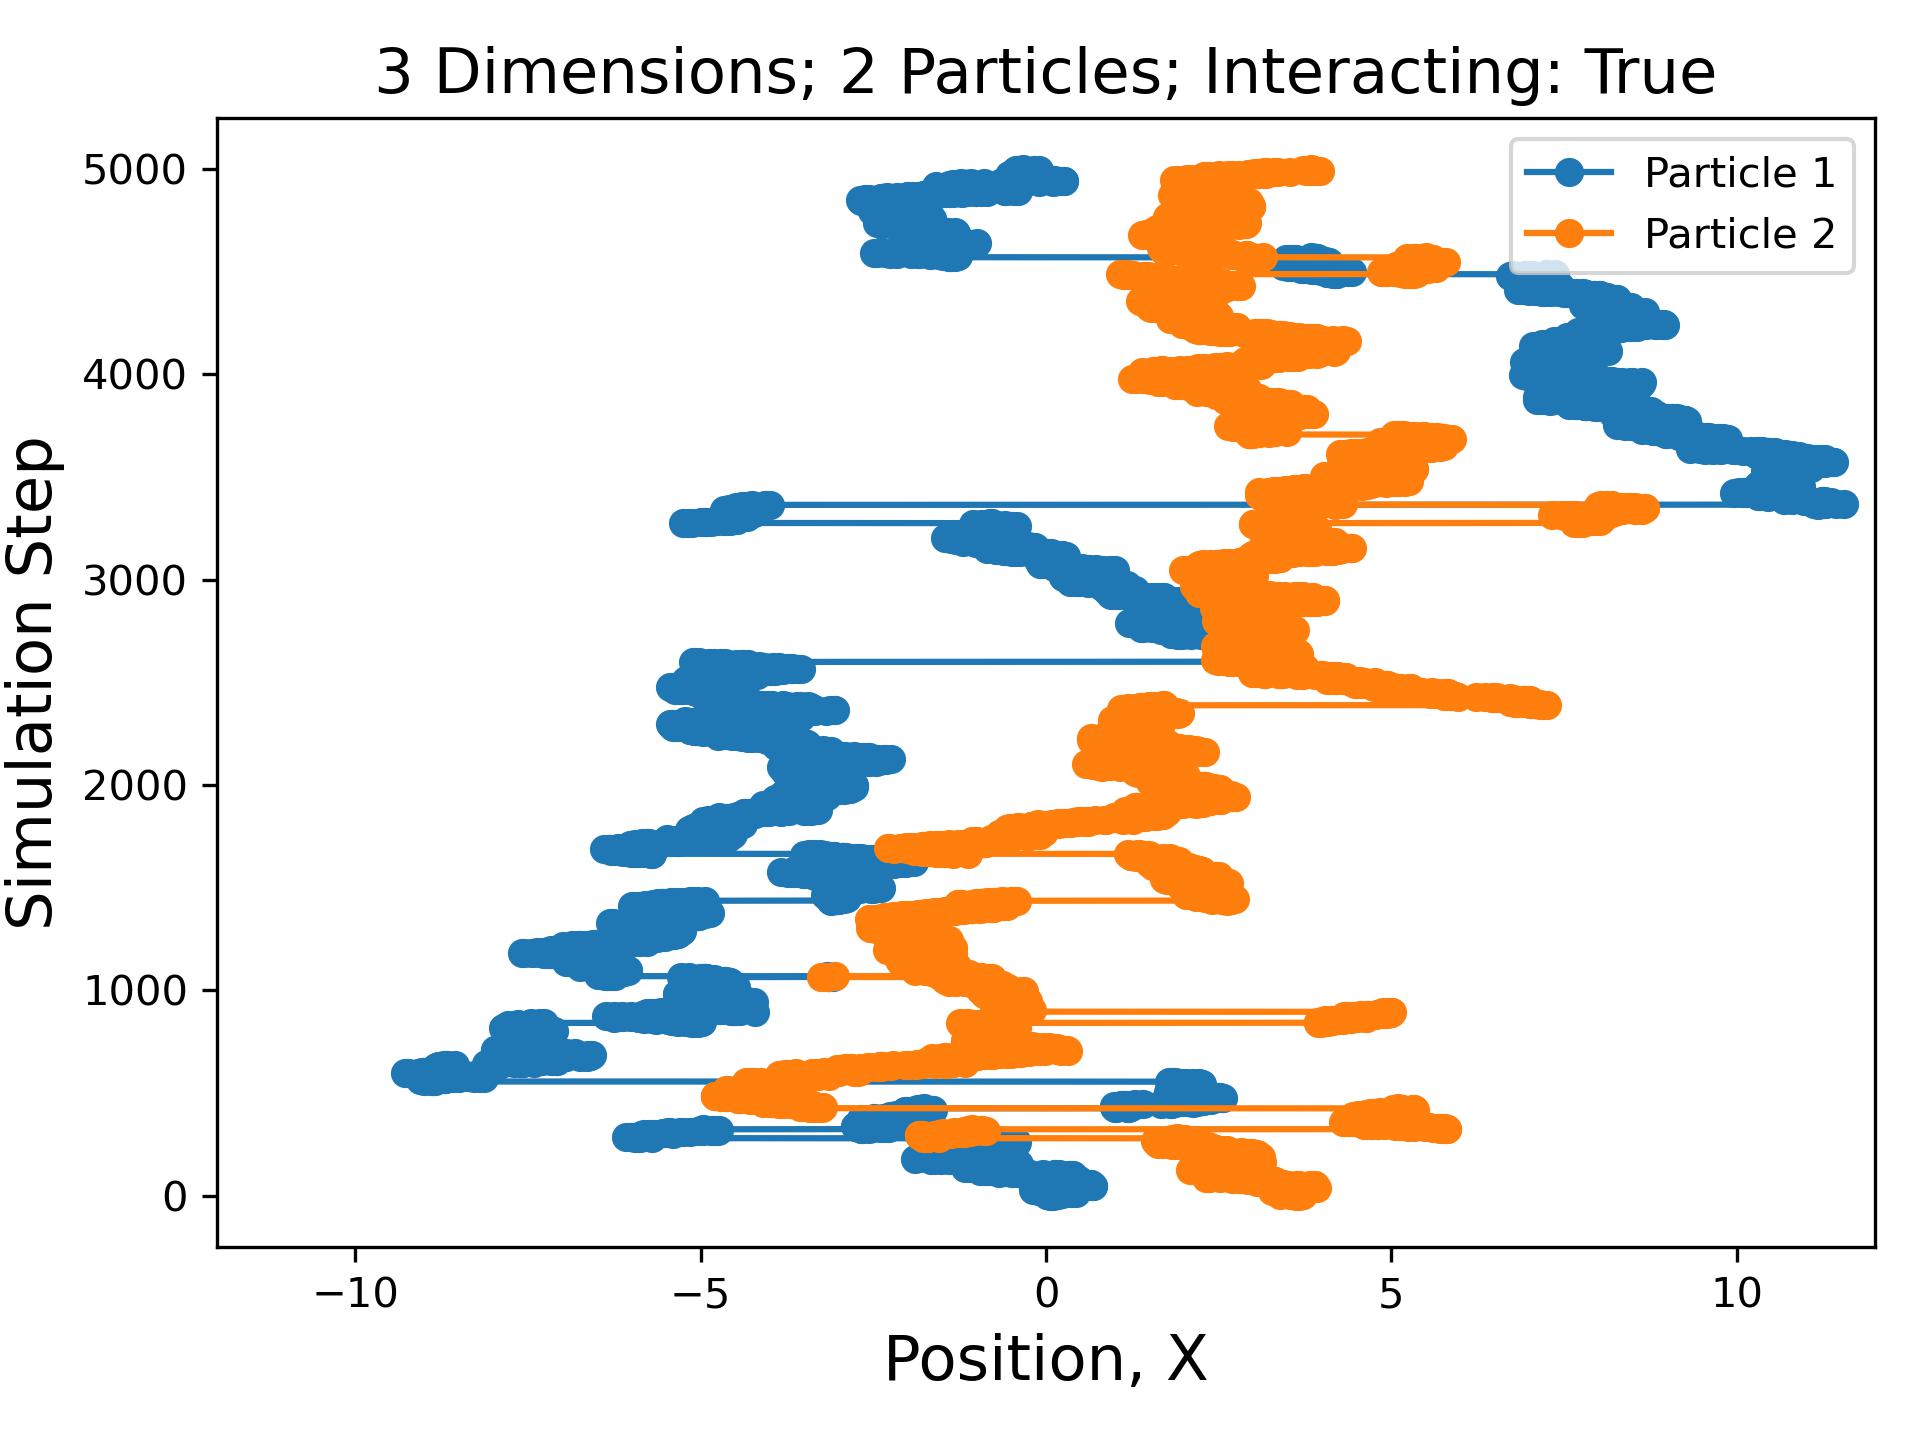 3 Dimensions; 2 Particles; Interacting: True
Particle 1
Particle 2
5000
4000
3000
2000
1000
0
Simulation Step
−10
−5
0
5
10
Position, X